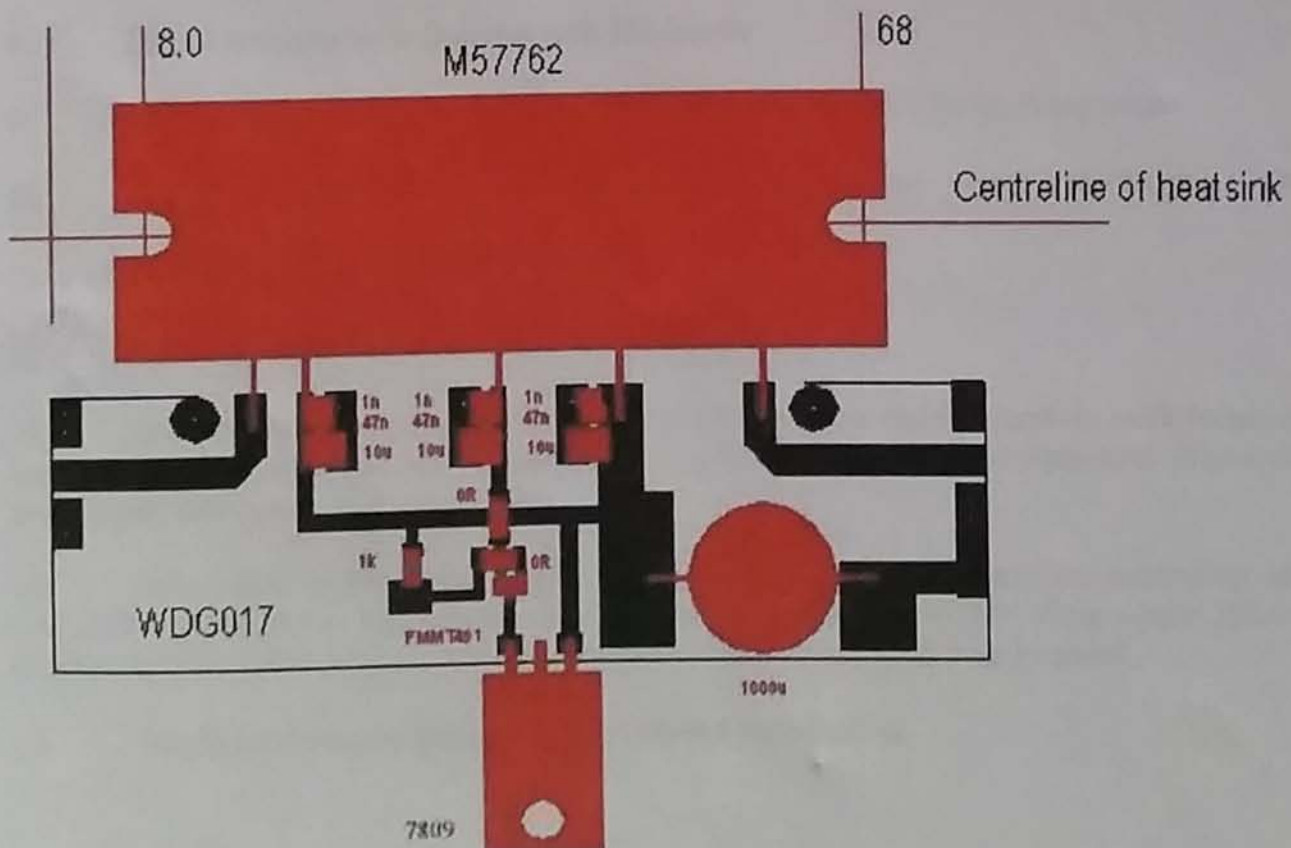 8.0
68
M57762
Centreline of heatsink
1n 1n 1n
47n 47n 47n
10u 10u 10u
0R
1k 0R
WDG017
FMMT491
1000u
7809